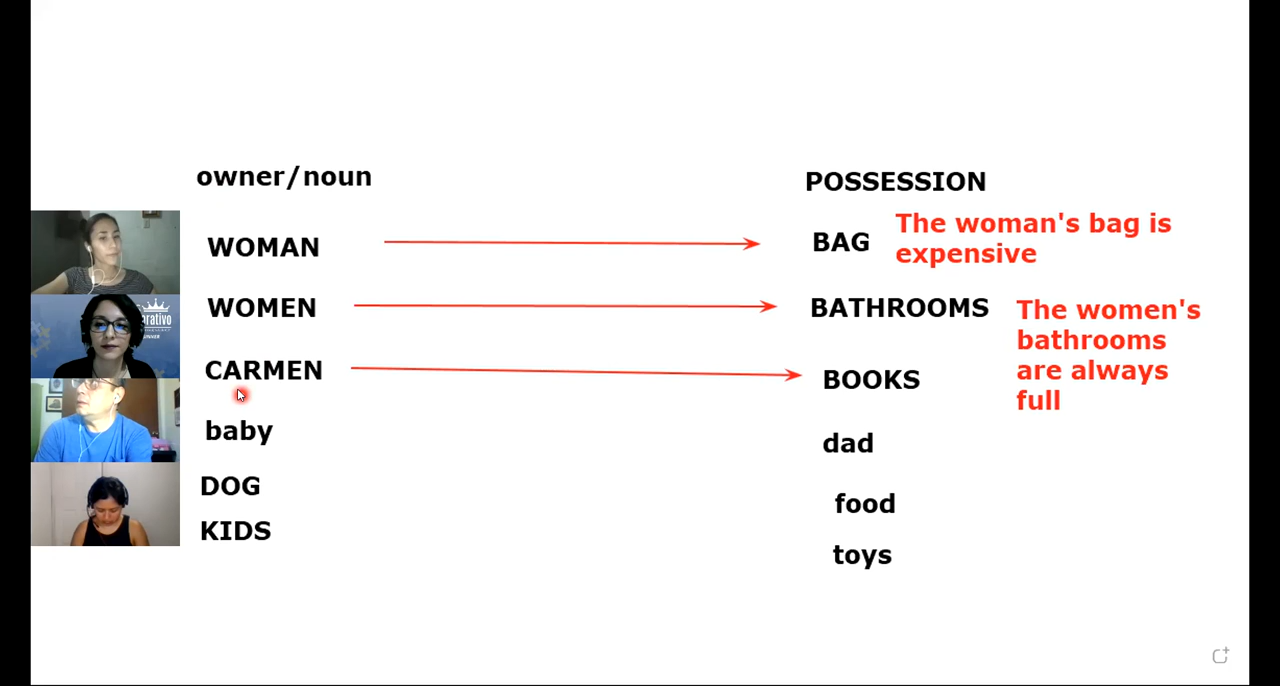 owner/noun
POSSESSION
WOMAN
BAG
The woman's bag is
expensive
WOMEN
BATHROOMS
The women's
bathrooms
are always
full
CARMEN
BOOKS
baby
dad
DOG
food
KIDS
toys